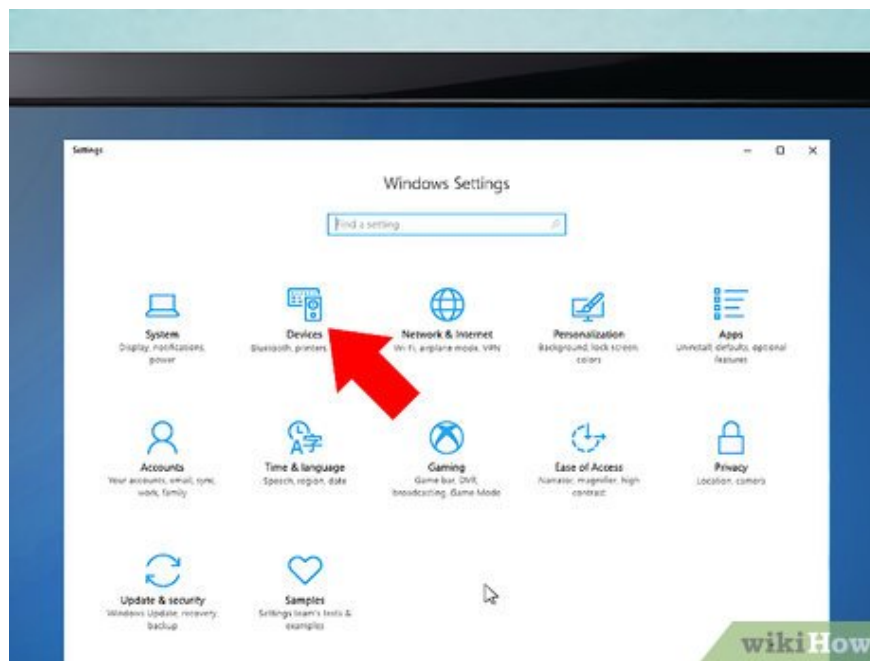 Settings
Windows Settings
Find a setting
System
Display, notifications,
power
Devices
Bluetooth, printers
Network & Internet
Wi-Fi, airplane mode, VPN
Personalization
Background, lock screen,
colors
Apps
Uninstall, defaults, optional
features
Accounts
Your accounts, email, sync,
work, family
Time & language
Speech, region, date
Gaming
Game bar, DVR,
broadcasting, Game Mode
Ease of Access
Narrator, magnifier, high
contrast
Privacy
Location, camera
Update & security
Windows Update, recovery,
backup
Samples
Settings team's tests &
examples
wikiHow